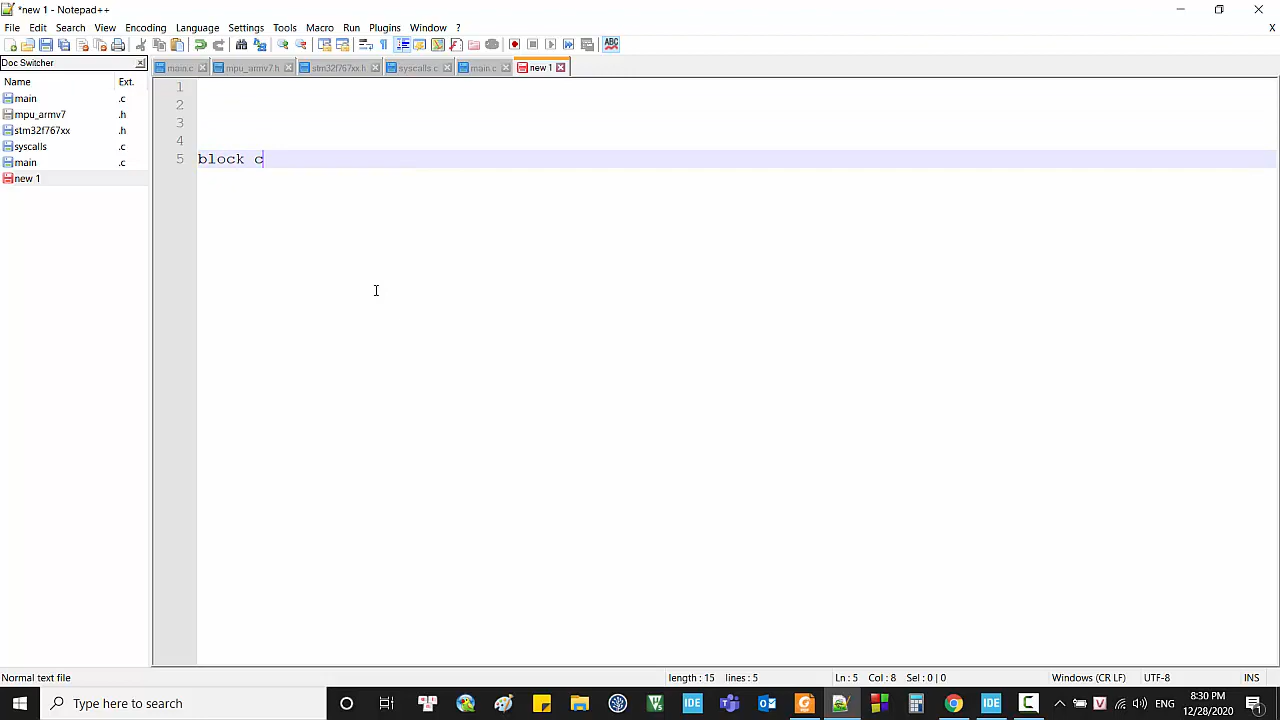 *new 1 - Notepad++
File Edit Search View Encoding Language Settings Tools Macro Run Plugins Window ?
X
ABC
Doc Switcher
main.c mpu_armv7.h stm32f767xx.h syscalls.c main.c new 1
Name Ext.
main .c
mpu_armv7 .h
stm32f767xx .h
syscalls .c
main .c
new 1
1
2
3
4
5 block c
Normal text file length : 15 lines : 5 Ln : 5 Col : 8 Sel : 0 | 0 Windows (CR LF) UTF-8 INS
Type here to search IDE IDE V ENG 8:30 PM
12/28/2020